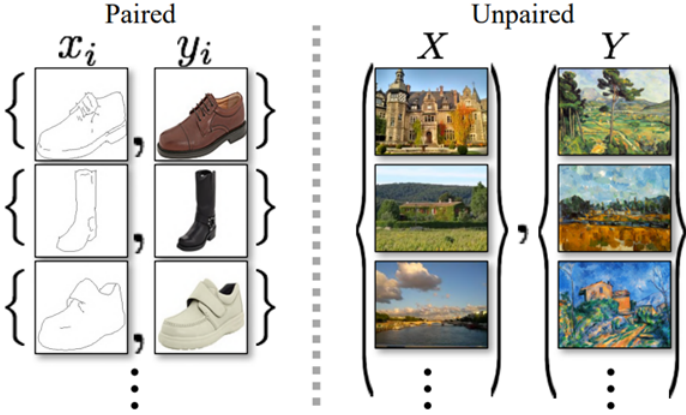 Paired
Unpaired
x_i
y_i
X
Y
{ , }
{ , }
{ , }
( ) , ( )